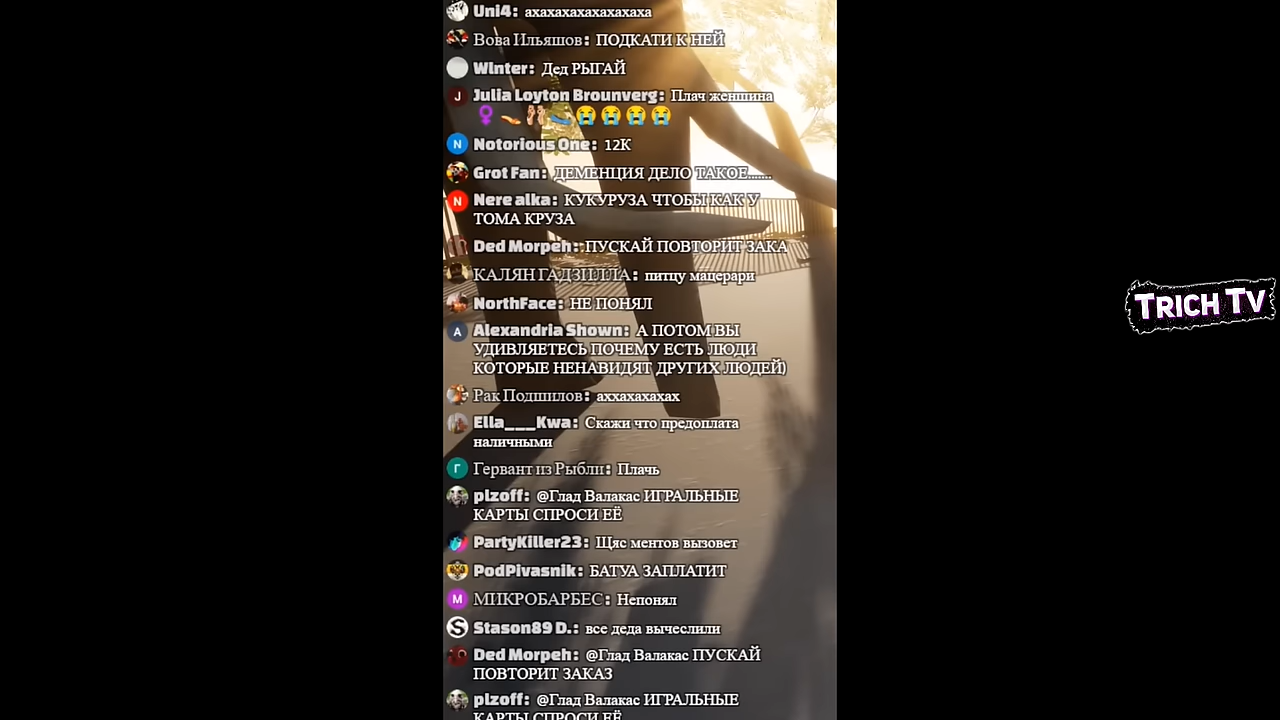 Uni4: ахахахахахахахаха
Вова Ильяшов: ПОДКАТИ К НЕЙ
Winter: Дед РЫГАЙ
Julia Loyton Brounverg: Плач женщина
Notorious One: 12К
Grot Fan: ДЕМЕНЦИЯ ДЕЛО ТАКОЕ.......
Nere alka: КУКУРУЗА ЧТОБЫ КАК У
ТОМА КРУЗА
Ded Morpeh: ПУСКАЙ ПОВТОРИТ ЗАКА
КАЛЯН ГАДЗИЛЛА: питцу мацерари
NorthFace: НЕ ПОНЯЛ
Alexandria Shown: А ПОТОМ ВЫ
УДИВЛЯЕТЕСЬ ПОЧЕМУ ЕСТЬ ЛЮДИ
КОТОРЫЕ НЕНАВИДЯТ ДРУГИХ ЛЮДЕЙ)
Рак Подшилов: аххахахахах
Ella___Kwa: Скажи что предоплата
наличными
Гервант из Рыбли: Плачь
plzoff: @Глад Валакас ИГРАЛЬНЫЕ
КАРТЫ СПРОСИ ЕЁ
PartyKiller23: Щяс ментов вызовет
PodPivasnik: БАТУА ЗАПЛАТИТ
МИКРОБАРБЕС: Непонял
Stason89 D.: все деда вычеслили
Ded Morpeh: @Глад Валакас ПУСКАЙ
ПОВТОРИТ ЗАКАЗ
plzoff: @Глад Валакас ИГРАЛЬНЫЕ
КАРТЫ СПРОСИ ЕЁ
TRICH TV